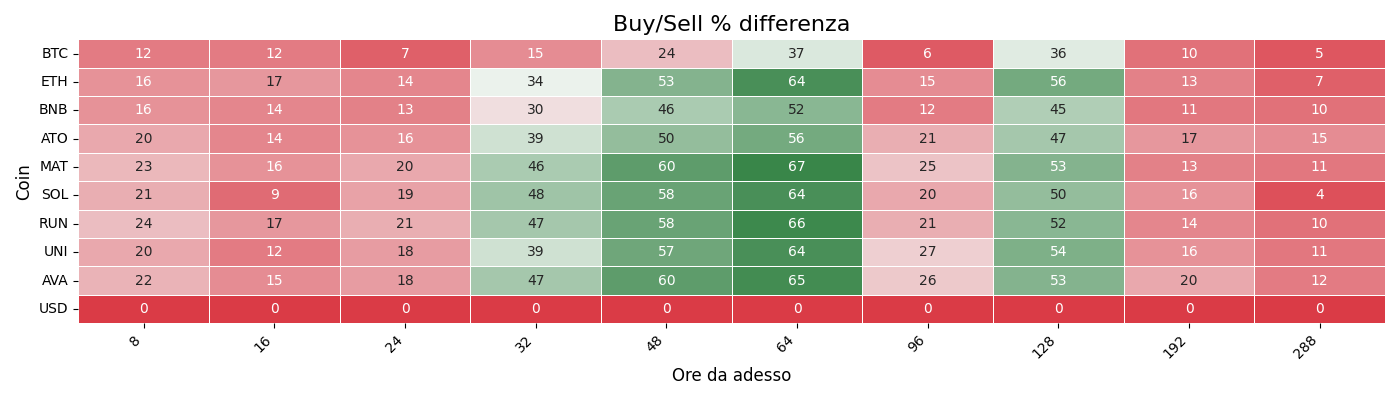 Buy/Sell % differenza
Coin
BTC 12 12 7 15 24 37 6 36 10 5
ETH 16 17 14 34 53 64 15 56 13 7
BNB 16 14 13 30 46 52 12 45 11 10
ATO 20 14 16 39 50 56 21 47 17 15
MAT 23 16 20 46 60 67 25 53 13 11
SOL 21 9 19 48 58 64 20 50 16 4
RUN 24 17 21 47 58 66 21 52 14 10
UNI 20 12 18 39 57 64 27 54 16 11
AVA 22 15 18 47 60 65 26 53 20 12
USD 0 0 0 0 0 0 0 0 0 0
8 16 24 32 48 64 96 128 192 288
Ore da adesso